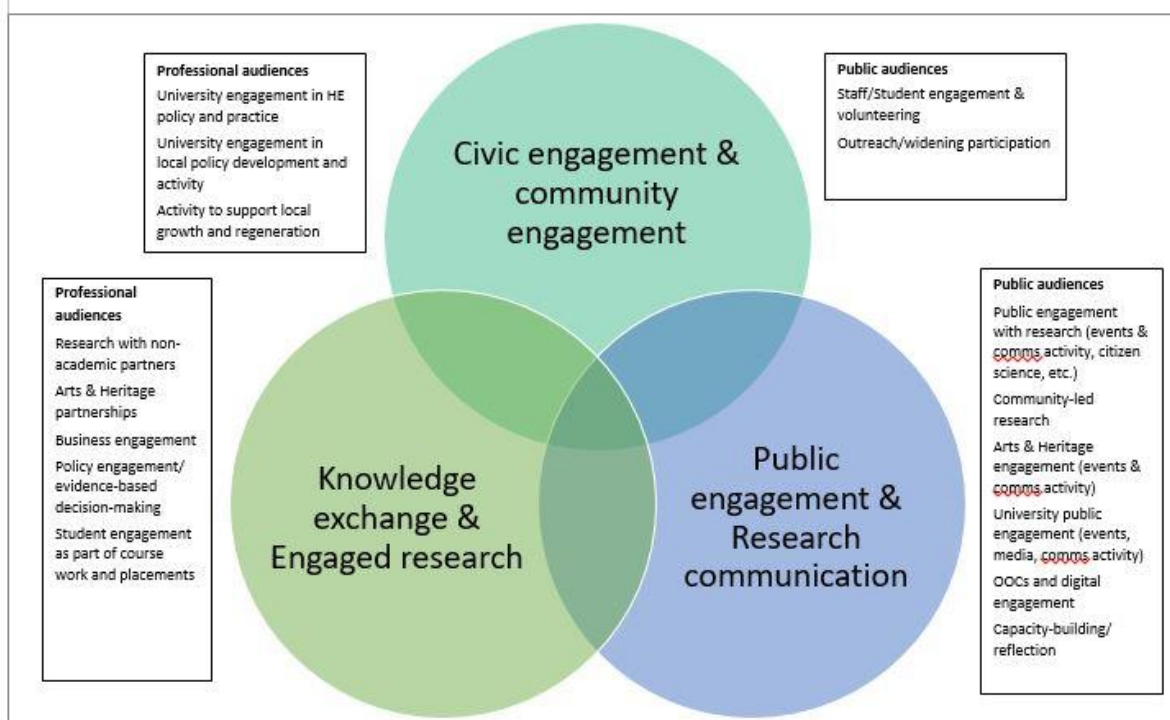 Professional audiences
University engagement in HE
policy and practice
University engagement in
local policy development and
activity
Activity to support local
growth and regeneration
Civic engagement &
community
engagement
Public audiences
Staff/Student engagement &
volunteering
Outreach/widening participation
Professional
audiences
Research with non-
academic partners
Arts & Heritage
partnerships
Business engagement
Policy engagement/
evidence-based
decision-making
Student engagement
as part of course
work and placements
Knowledge
exchange &
Engaged research
Public
engagement &
Research
communication
Public audiences
Public engagement
with research (events &
comms activity, citizen
science, etc.)
Community-led
research
Arts & Heritage
engagement (events &
comms activity)
University public
engagement (events,
media, comms activity)
OOCs and digital
engagement
Capacity-building/
reflection